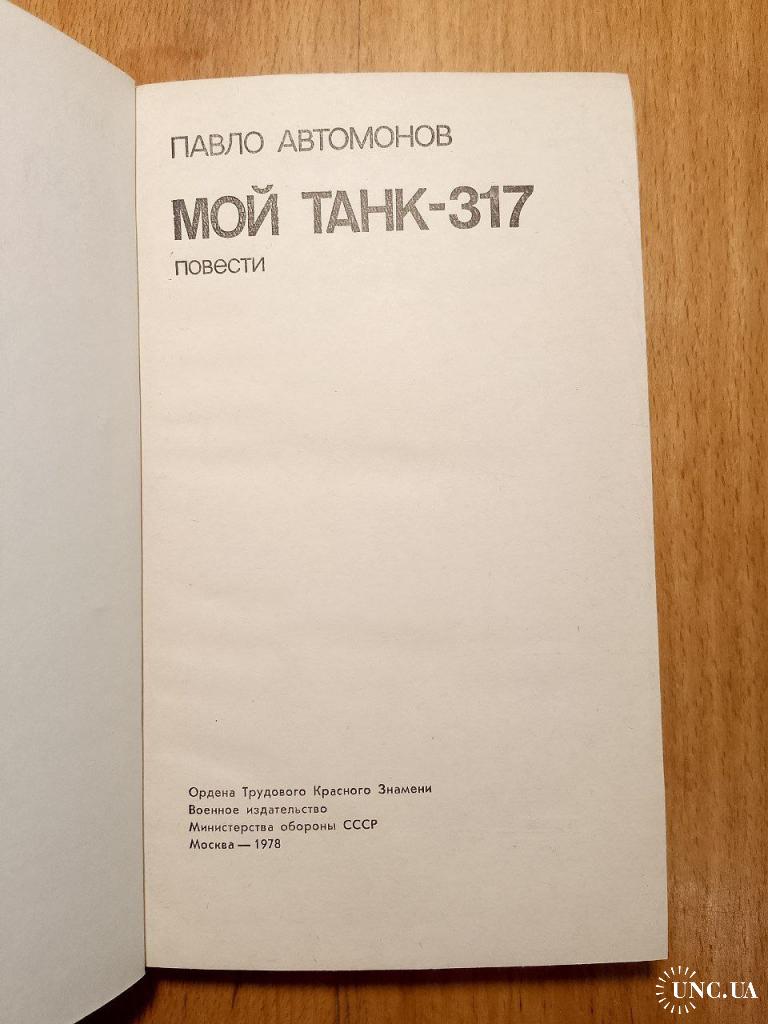 ПАВЛО АВТОМОНОВ
МОЙ ТАНК-317
повести
Ордена Трудового Красного Знамени
Военное издательство
Министерства обороны СССР
Москва — 1978
UNC.UA